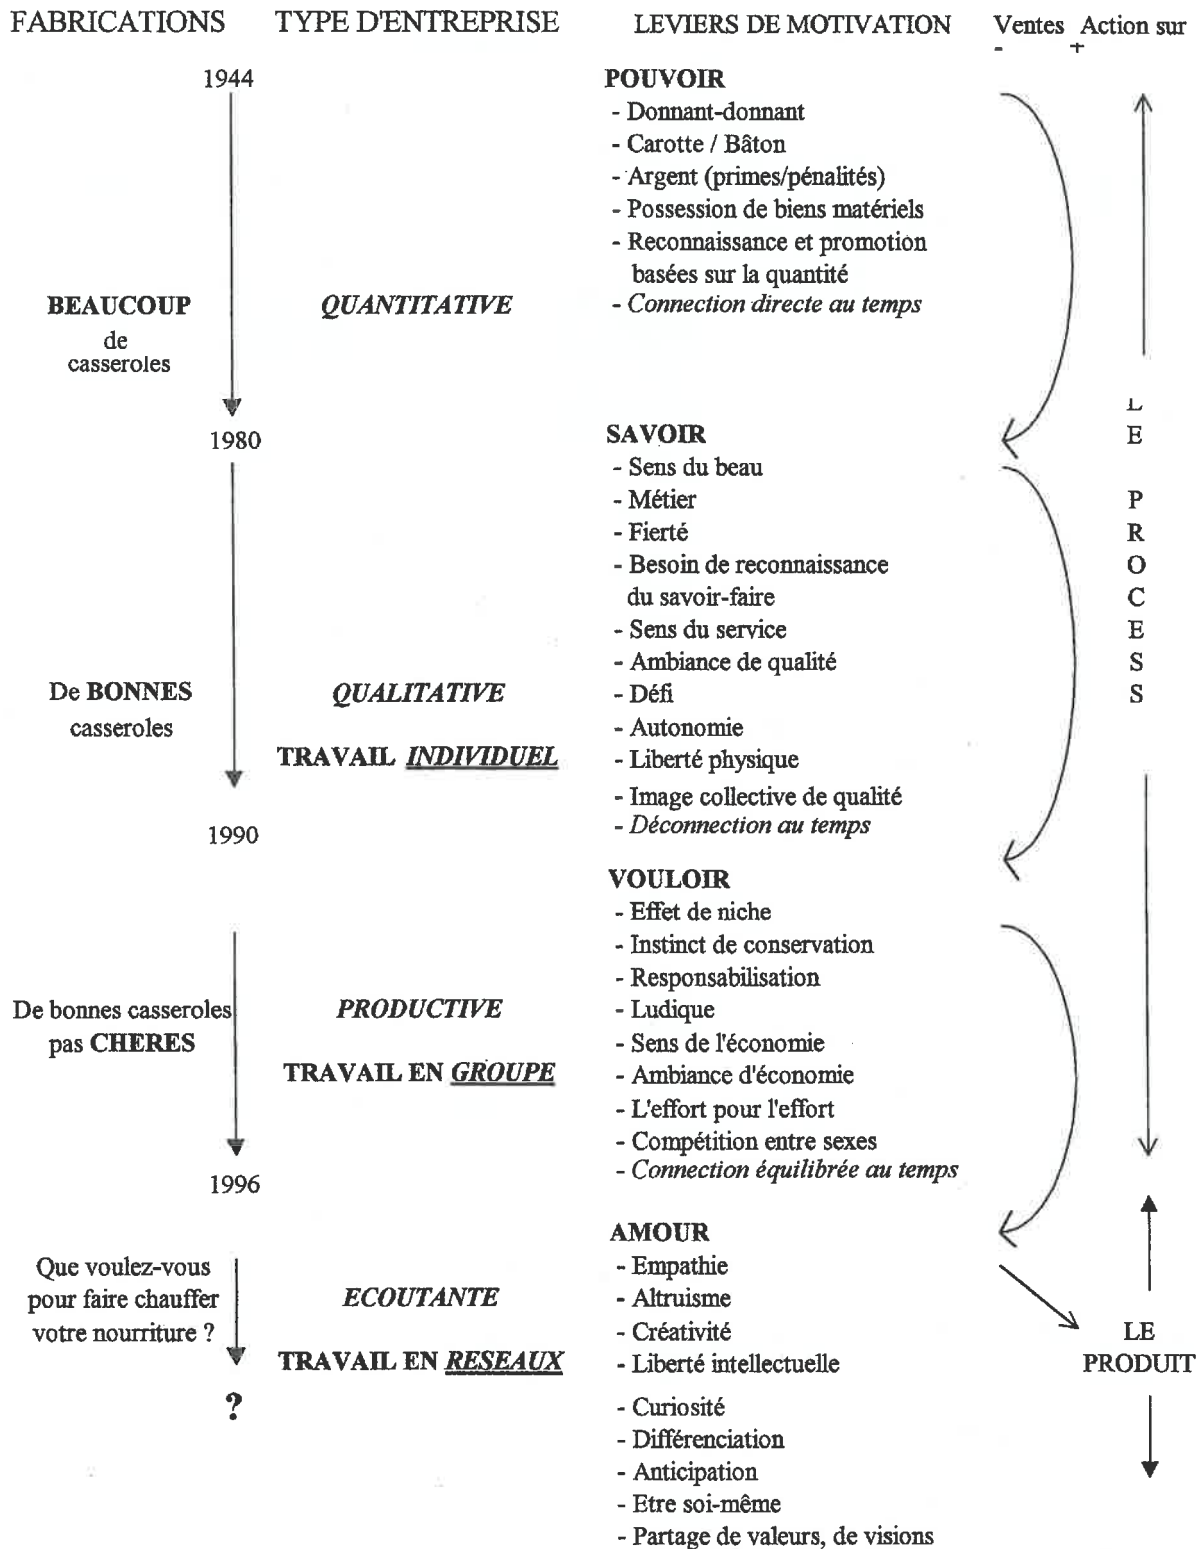 FABRICATIONS TYPE D'ENTREPRISE LEVIERS DE MOTIVATION Ventes Action sur
- +
1944
BEAUCOUP
de
casseroles
QUANTITATIVE
POUVOIR
- Donnant-donnant
- Carotte / Bâton
- Argent (primes/pénalités)
- Possession de biens matériels
- Reconnaissance et promotion
basées sur la quantité
- Connection directe au temps
1980
De BONNES
casseroles
QUALITATIVE
TRAVAIL INDIVIDUEL
SAVOIR
- Sens du beau
- Métier
- Fierté
- Besoin de reconnaissance
du savoir-faire
- Sens du service
- Ambiance de qualité
- Défi
- Autonomie
- Liberté physique
- Image collective de qualité
- Déconnection au temps
L
E
P
R
O
C
E
S
S
1990
De bonnes casseroles
pas CHERES
PRODUCTIVE
TRAVAIL EN GROUPE
VOULOIR
- Effet de niche
- Instinct de conservation
- Responsabilisation
- Ludique
- Sens de l'économie
- Ambiance d'économie
- L'effort pour l'effort
- Compétition entre sexes
- Connection équilibrée au temps
1996
Que voulez-vous
pour faire chauffer
votre nourriture ?
?
ECOUTANTE
TRAVAIL EN RESEAUX
AMOUR
- Empathie
- Altruisme
- Créativité
- Liberté intellectuelle
- Curiosité
- Différenciation
- Anticipation
- Etre soi-même
- Partage de valeurs, de visions
LE
PRODUIT